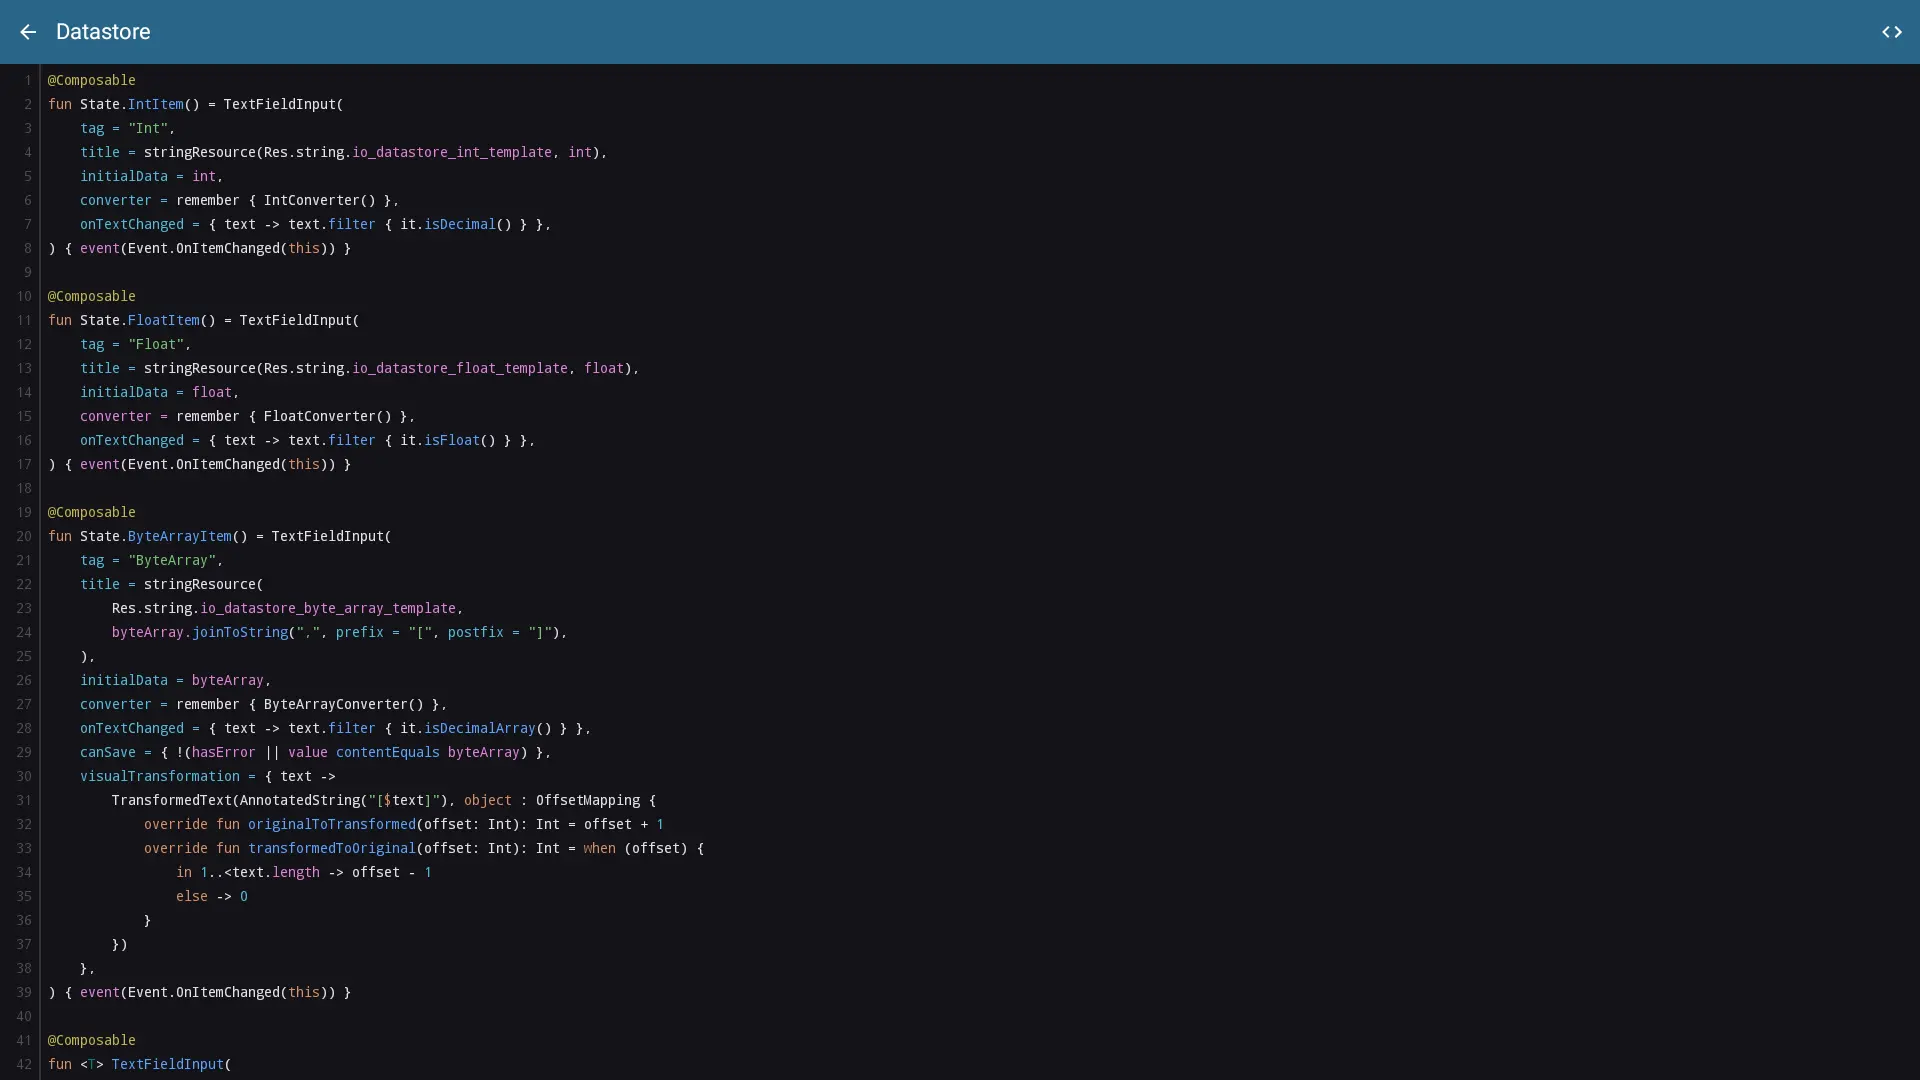 Datastore
1 @Composable
2 fun State.IntItem() = TextFieldInput(
3     tag = "Int",
4     title = stringResource(Res.string.io_datastore_int_template, int),
5     initialData = int,
6     converter = remember { IntConverter() },
7     onTextChanged = { text -> text.filter { it.isDecimal() } },
8 ) { event(Event.OnItemChanged(this)) }
9
10 @Composable
11 fun State.FloatItem() = TextFieldInput(
12     tag = "Float",
13     title = stringResource(Res.string.io_datastore_float_template, float),
14     initialData = float,
15     converter = remember { FloatConverter() },
16     onTextChanged = { text -> text.filter { it.isFloat() } },
17 ) { event(Event.OnItemChanged(this)) }
18
19 @Composable
20 fun State.ByteArrayItem() = TextFieldInput(
21     tag = "ByteArray",
22     title = stringResource(
23         Res.string.io_datastore_byte_array_template,
24         byteArray.joinToString(",", prefix = "[", postfix = "]"),
25     ),
26     initialData = byteArray,
27     converter = remember { ByteArrayConverter() },
28     onTextChanged = { text -> text.filter { it.isDecimalArray() } },
29     canSave = { !(hasError || value contentEquals byteArray) },
30     visualTransformation = { text ->
31         TransformedText(AnnotatedString("[$text]"), object : OffsetMapping {
32             override fun originalToTransformed(offset: Int): Int = offset + 1
33             override fun transformedToOriginal(offset: Int): Int = when (offset) {
34                 in 1..<text.length -> offset - 1
35                 else -> 0
36             }
37         })
38     },
39 ) { event(Event.OnItemChanged(this)) }
40
41 @Composable
42 fun <T> TextFieldInput(